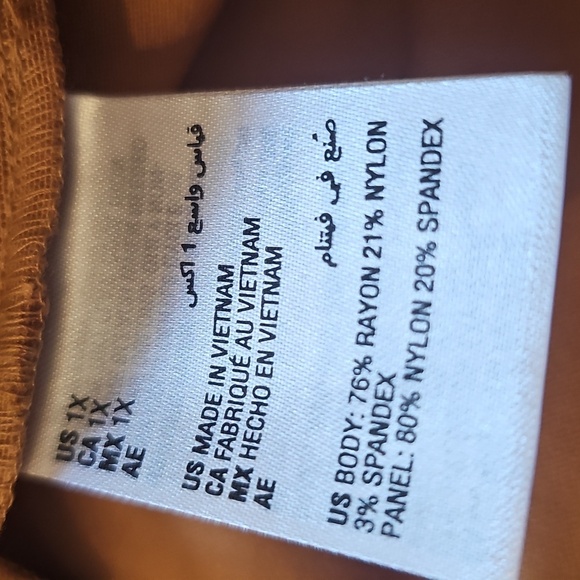 US 1X
CA 1X
MX 1X
AE
قياس واسع 1 اكس
US MADE IN VIETNAM
CA FABRIQUÉ AU VIETNAM
MX HECHO EN VIETNAM
AE
صُنع في فيتنام
US BODY: 76% RAYON 21% NYLON
3% SPANDEX
PANEL: 80% NYLON 20% SPANDEX